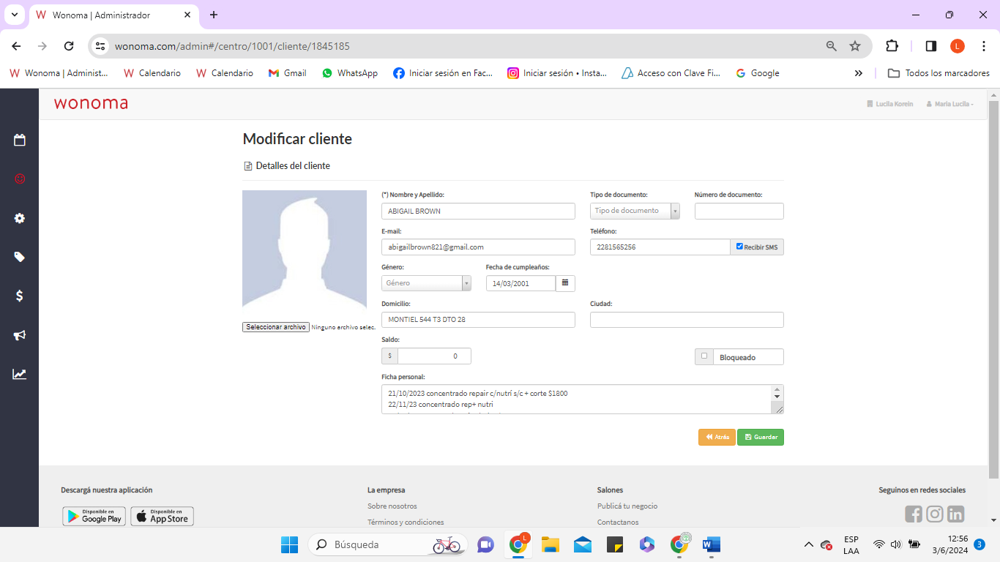 Wonoma | Administrador
wonoma.com/admin#/centro/1001/cliente/1845185
L
Wonoma | Administ...
Calendario
Calendario
Gmail
WhatsApp
Iniciar sesión en Fac...
Iniciar sesión • Insta...
Acceso con Clave Fi...
Google
Todos los marcadores
wonoma
Lucila Korein
Maria Lucila
Modificar cliente
Detalles del cliente
(*) Nombre y Apellido:
Tipo de documento:
Número de documento:
ABIGAIL BROWN
Tipo de documento
E-mail:
Teléfono:
abigailbrown821@gmail.com
2281565256
Recibir SMS
Género:
Fecha de cumpleaños:
Género
14/03/2001
Domicilio:
Ciudad:
MONTIEL 544 T3 DTO 28
Seleccionar archivo Ninguno archivo selec.
Saldo:
$ 0
Bloqueado
Ficha personal:
21/10/2023 concentrado repair c/nutrí s/c + corte $1800
22/11/23 concentrado rep+ nutri
Atrás
Guardar
Descargá nuestra aplicación
La empresa
Salones
Seguinos en redes sociales
DISPONIBLE EN
Google Play
Disponible en
App Store
Sobre nosotros
Publicá tu negocio
Términos y condiciones
Contactanos
Búsqueda
L
ESP
LAA
12:56
3/6/2024
3